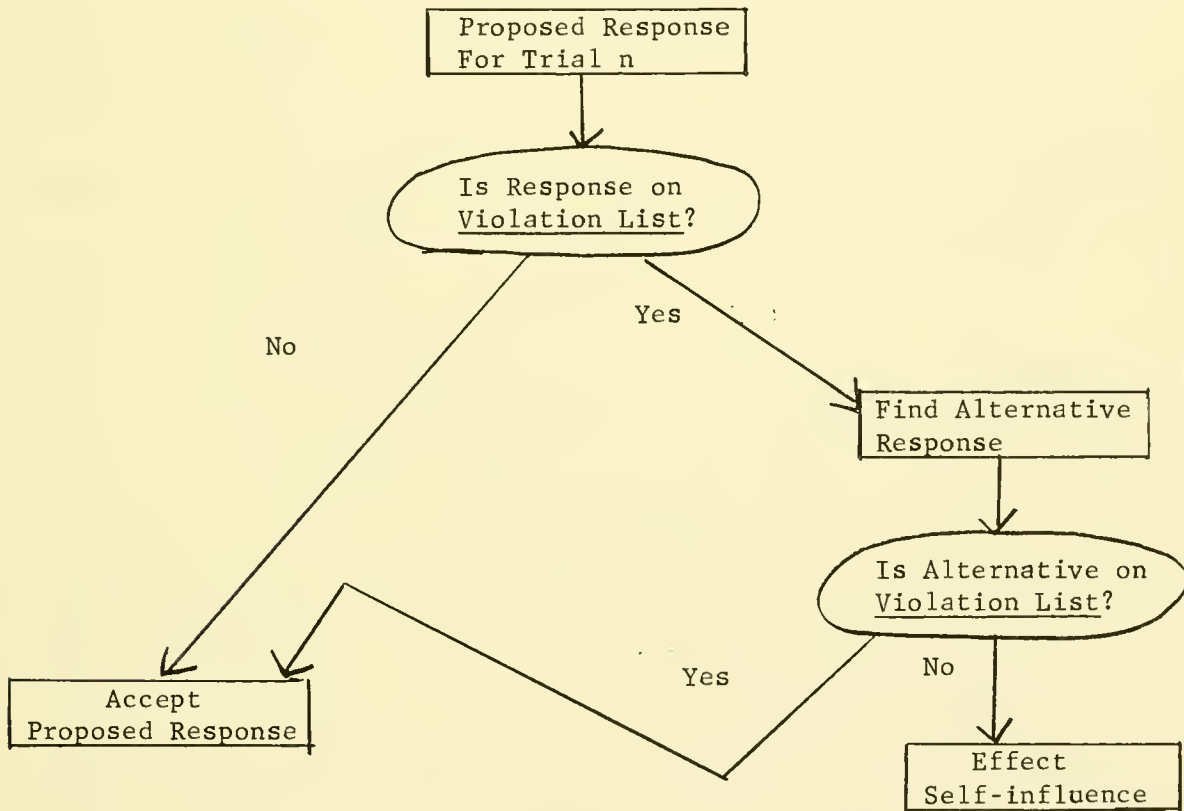 Proposed Response
For Trial n
Is Response on
Violation List?
Yes
No
Find Alternative
Response
Is Alternative on
Violation List?
Yes
No
Accept
Proposed Response
Effect
Self-influence